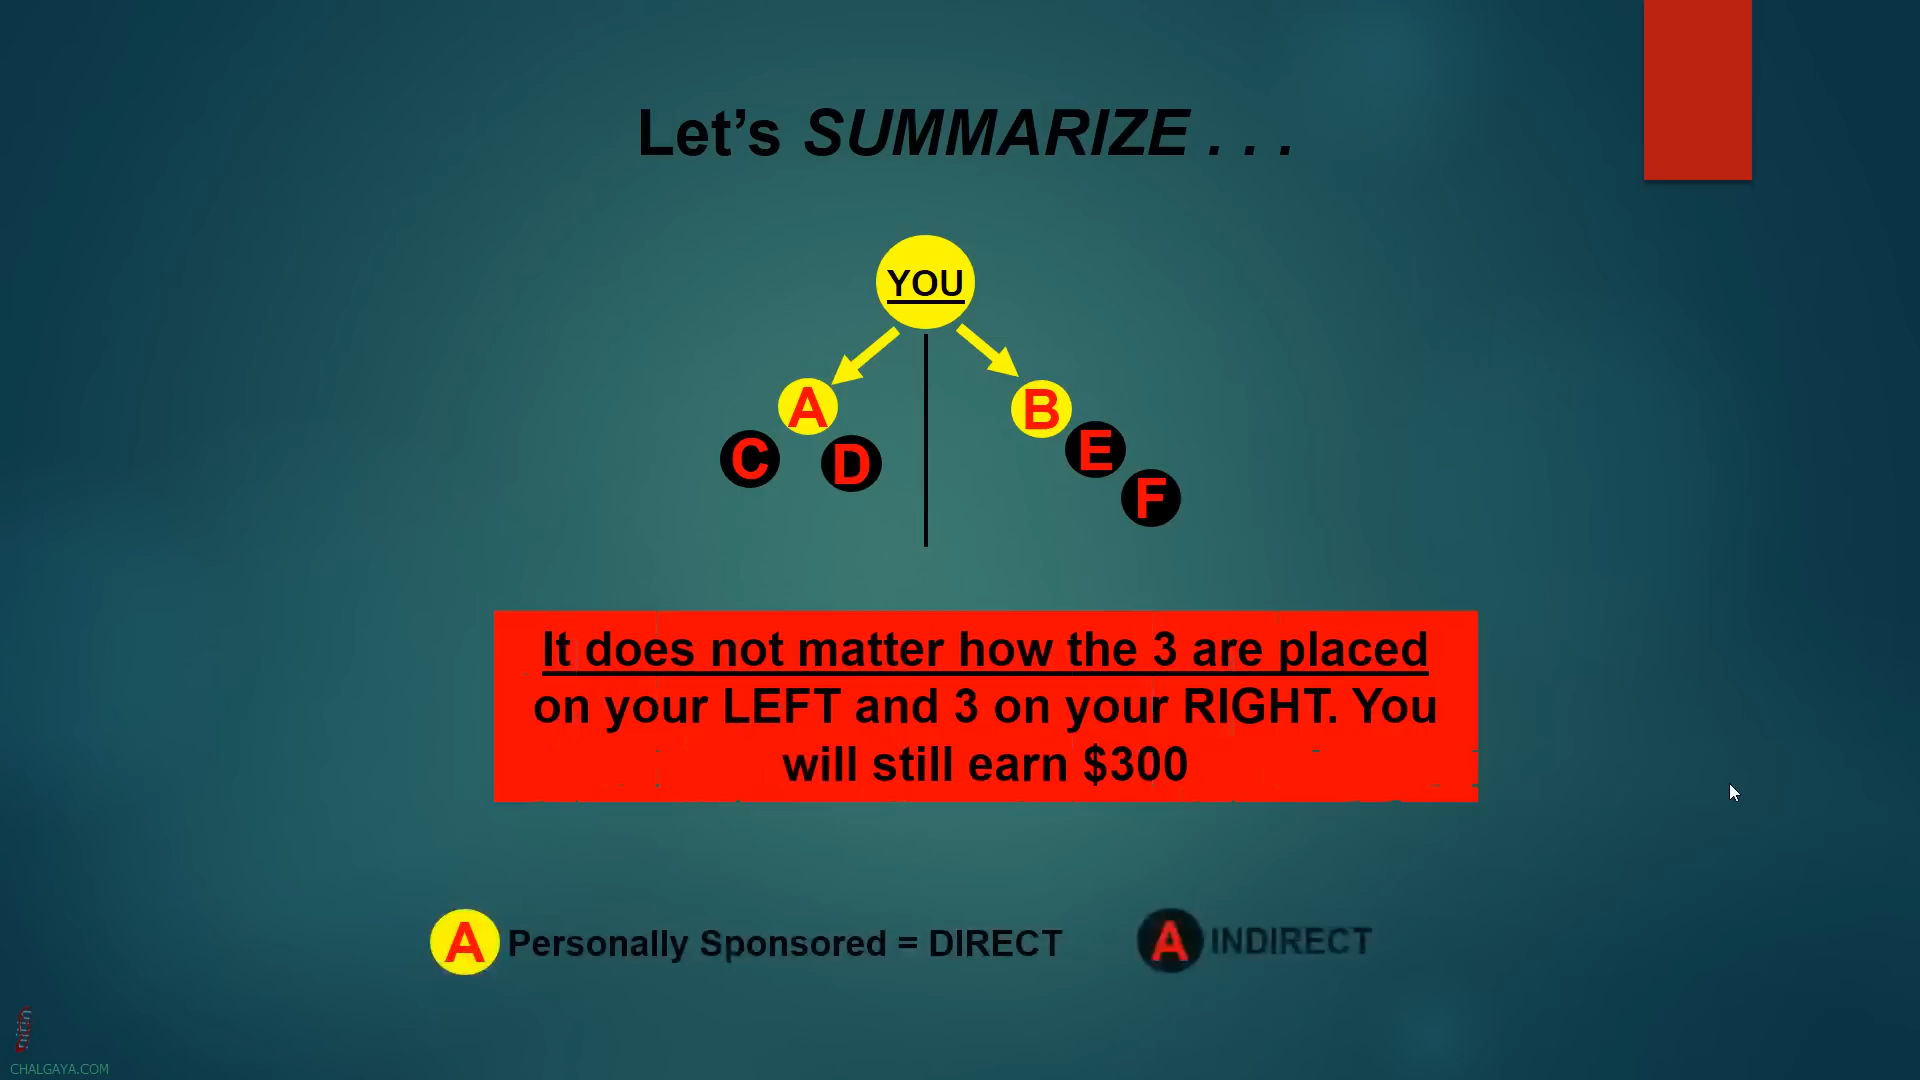 Let’s SUMMARIZE . . .
YOU
A
B
C
D
E
F
It does not matter how the 3 are placed
on your LEFT and 3 on your RIGHT. You
will still earn $300
A Personally Sponsored = DIRECT
A INDIRECT
CHALGAYA.COM